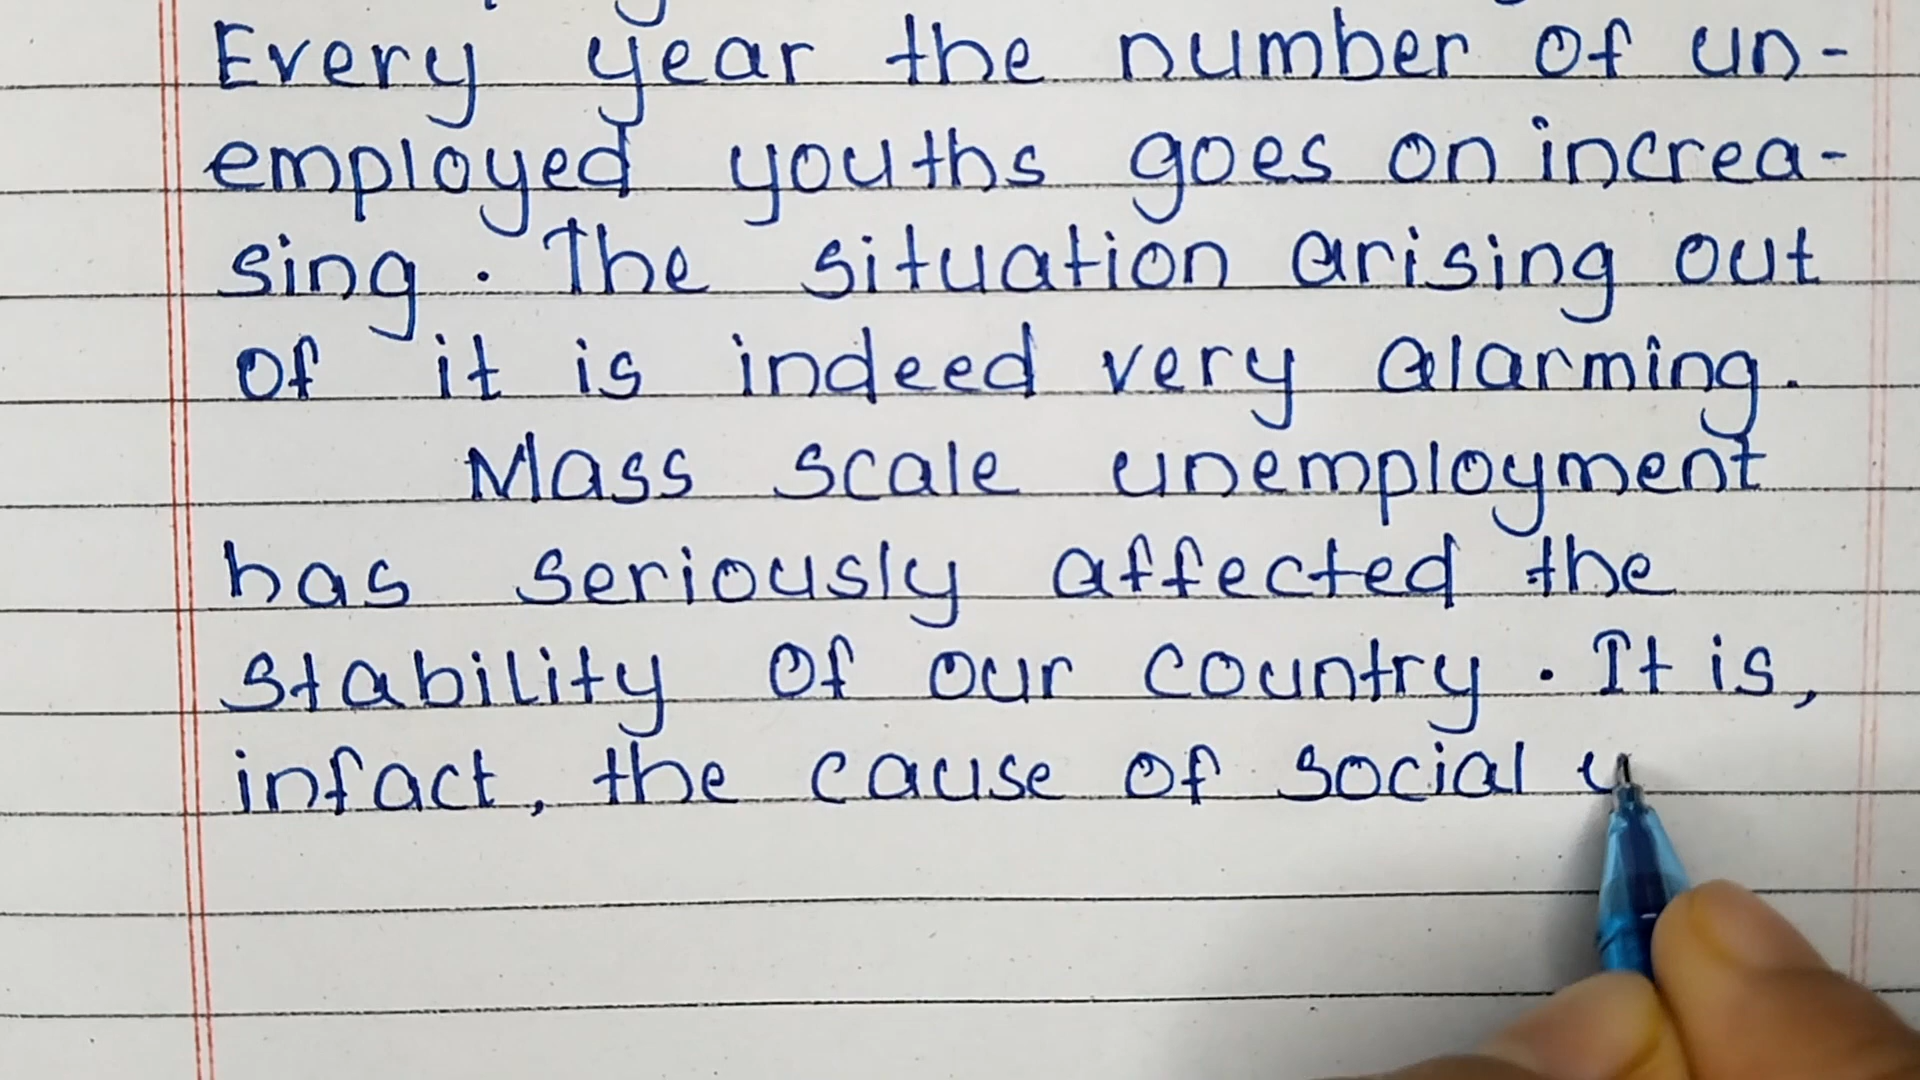 Every year the number of un-
employed youths goes on increa-
sing. The situation arising out
of it is indeed very alarming.
Mass scale unemployment
has seriously affected the
stability of our country. It is,
infact, the cause of social